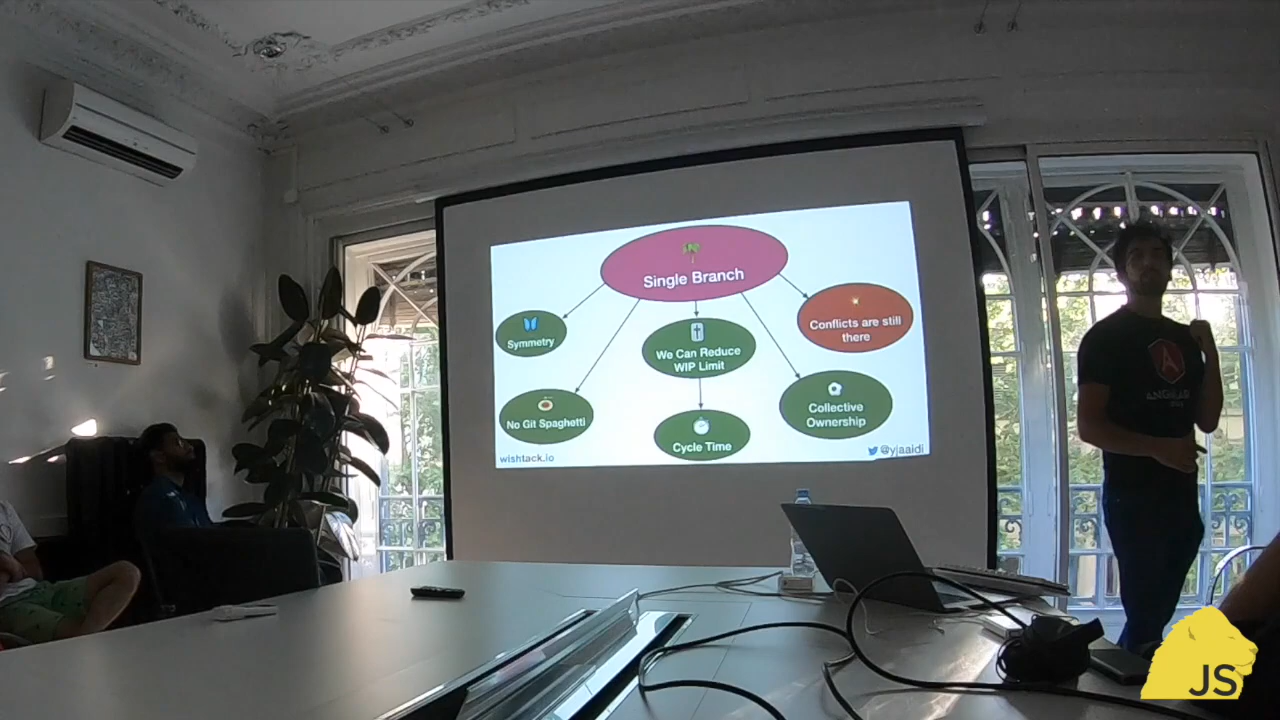 Single Branch
Symmetry
We Can Reduce
WIP Limit
Conflicts are still
there
No Git Spaghetti
Cycle Time
Collective
Ownership
wishtack.io
@yjaaidi
A
ANGULAR
JS